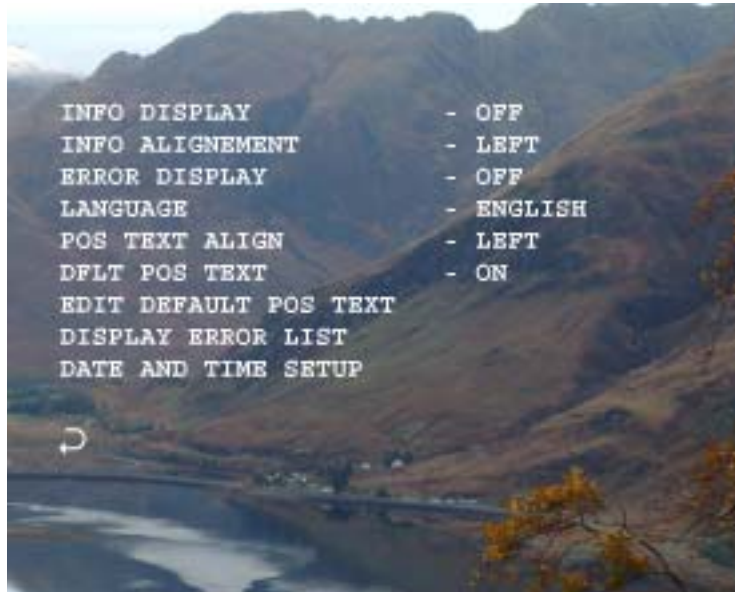 INFO DISPLAY - OFF
INFO ALIGNEMENT - LEFT
ERROR DISPLAY - OFF
LANGUAGE - ENGLISH
POS TEXT ALIGN - LEFT
DFLT POS TEXT - ON
EDIT DEFAULT POS TEXT
DISPLAY ERROR LIST
DATE AND TIME SETUP